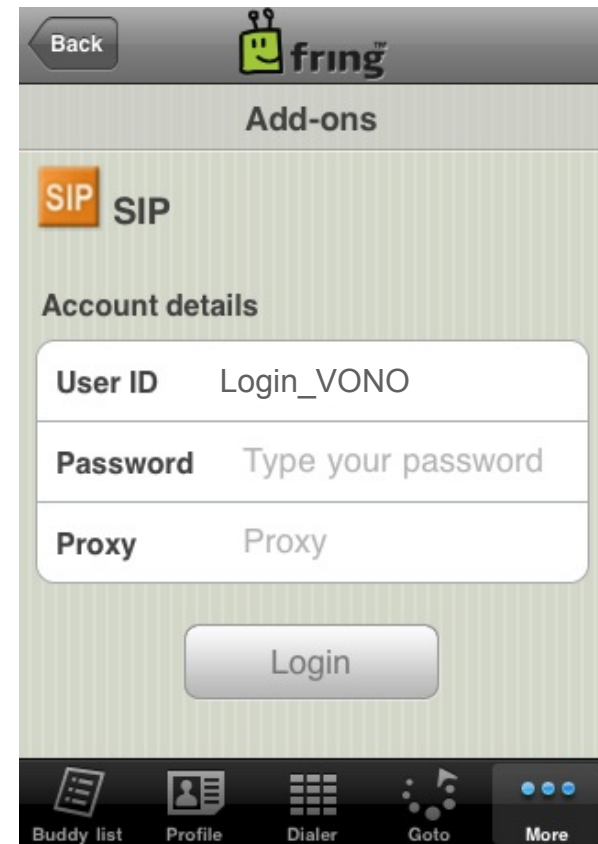 Back fring™
Add-ons
SIP SIP
Account details
User ID Login_VONO
Password Type your password
Proxy Proxy
Login
Buddy list Profile Dialer Goto More